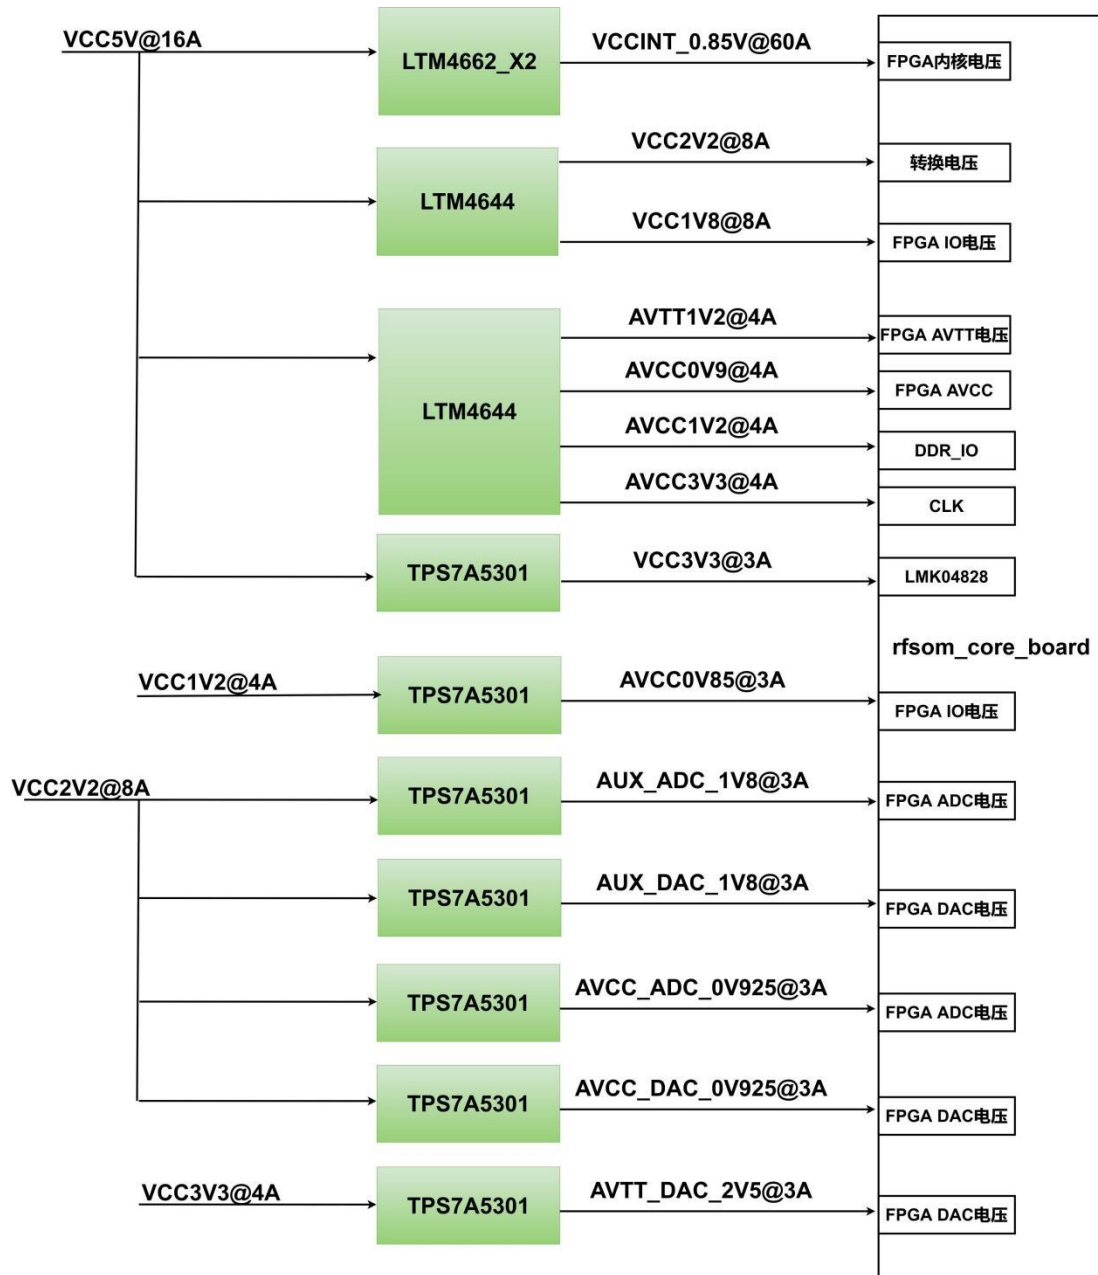 VCC5V@16A
LTM4662_X2
VCCINT_0.85V@60A
FPGA内核电压
LTM4644
VCC2V2@8A
转换电压
VCC1V8@8A
FPGA IO电压
LTM4644
AVTT1V2@4A
FPGA AVTT电压
AVCC0V9@4A
FPGA AVCC
AVCC1V2@4A
DDR_IO
AVCC3V3@4A
CLK
TPS7A5301
VCC3V3@3A
LMK04828
rfsom_core_board
VCC1V2@4A
TPS7A5301
AVCC0V85@3A
FPGA IO电压
VCC2V2@8A
TPS7A5301
AUX_ADC_1V8@3A
FPGA ADC电压
TPS7A5301
AUX_DAC_1V8@3A
FPGA DAC电压
TPS7A5301
AVCC_ADC_0V925@3A
FPGA ADC电压
TPS7A5301
AVCC_DAC_0V925@3A
FPGA DAC电压
VCC3V3@4A
TPS7A5301
AVTT_DAC_2V5@3A
FPGA DAC电压